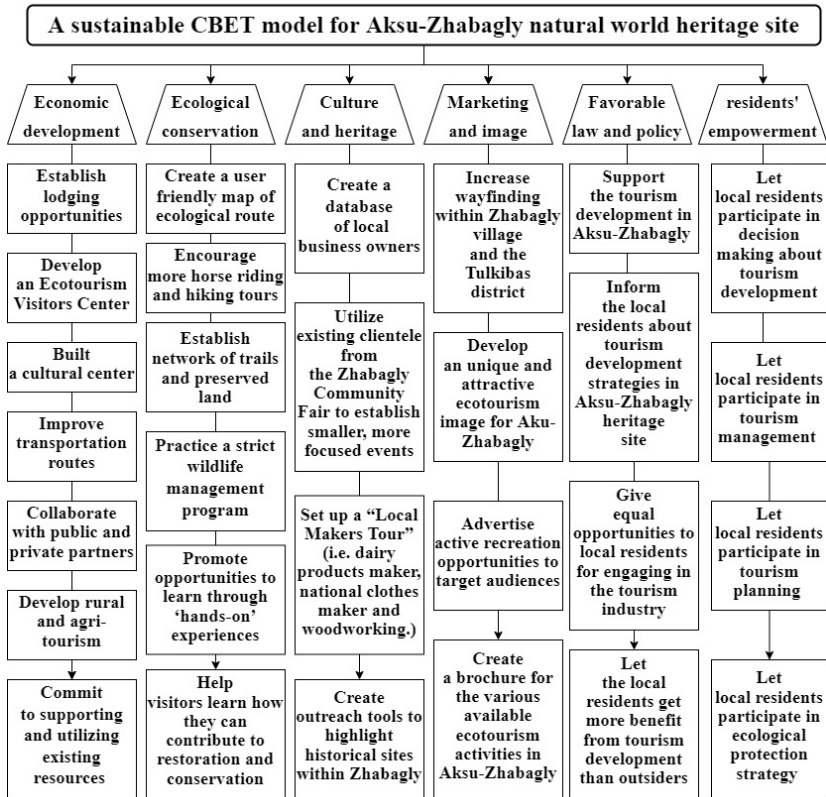 A sustainable CBET model for Aksu-Zhabagly natural world heritage site
Economic
development
Establish
lodging
opportunities
Develop
an Ecotourism
Visitors Center
Built
a cultural center
Improve
transportation
routes
Collaborate
with public and
private partners
Develop rural
and agri-
tourism
Commit
to supporting
and utilizing
existing
resources
Ecological
conservation
Create a user
friendly map of
ecological route
Encourage
more horse riding
and hiking tours
Establish
network of trails
and preserved
land
Practice a strict
wildlife
management
program
Promote
opportunities to
learn through
‘hands-on’
experiences
Help
visitors learn how
they can
contribute to
restoration and
conservation
Culture
and heritage
Create a
database
of local
business owners
Utilize
existing clientele
from
the Zhabagly
Community
Fair to establish
smaller, more
focused events
Set up a “Local
Makers Tour”
(i.e. dairy
products maker,
national clothes
maker and
woodworking.)
Create
outreach tools to
highlight
historical sites
within Zhabagly
Marketing
and image
Increase
wayfinding
within Zhabagly
village
and the
Tulkibas
district
Develop
an unique and
attractive
ecotourism
image for Aku-
Zhabagly
Advertise
active recreation
opportunities to
target audiences
Create
a brochure for
the various
available
ecotourism
activities in
Aksu-Zhabagly
Favorable
law and policy
Support
the tourism
development in
Aksu-Zhabagly
Inform
the local
residents about
tourism
development
strategies in
Aksu-Zhabagly
heritage
site
Give
equal
opportunities to
local residents
for engaging in
the tourism
industry
Let
the local
residents get
more benefit
from tourism
development
than outsiders
residents'
empowerment
Let
local residents
participate in
decision
making about
tourism
development
Let
local residents
participate in
tourism
management
Let
local residents
participate in
tourism
planning
Let
local residents
participate in
ecological
protection
strategy